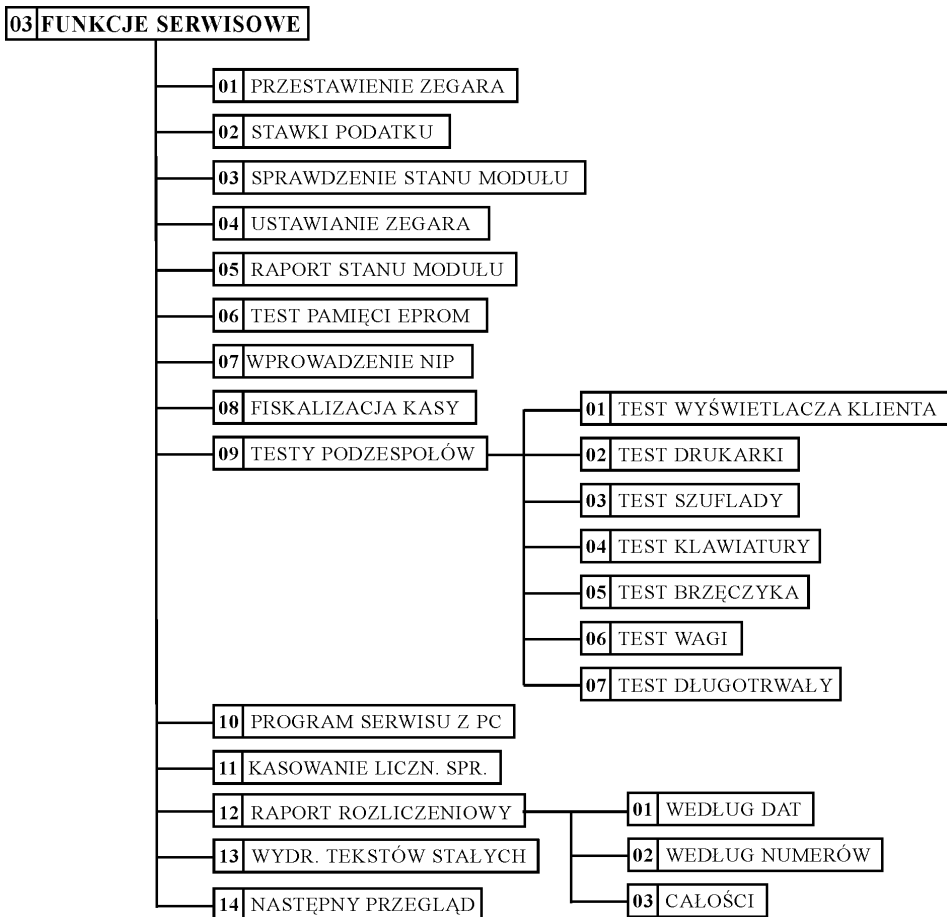 03 FUNKCJE SERWISOWE
01 PRZESTAWIENIE ZEGARA
02 STAWKI PODATKU
03 SPRAWDZENIE STANU MODUŁU
04 USTAWIANIE ZEGARA
05 RAPORT STANU MODUŁU
06 TEST PAMIĘCI EPROM
07 WPROWADZENIE NIP
08 FISKALIZACJA KASY
09 TESTY PODZESPOŁÓW
01 TEST WYŚWIETLACZA KLIENTA
02 TEST DRUKARKI
03 TEST SZUFLADY
04 TEST KLAWIATURY
05 TEST BRZĘCZYKA
06 TEST WAGI
07 TEST DŁUGOTRWAŁY
10 PROGRAM SERWISU Z PC
11 KASOWANIE LICZN. SPR.
12 RAPORT ROZLICZENIOWY
01 WEDŁUG DAT
02 WEDŁUG NUMERÓW
03 CAŁOŚCI
13 WYDR. TEKSTÓW STAŁYCH
14 NASTĘPNY PRZEGLĄD